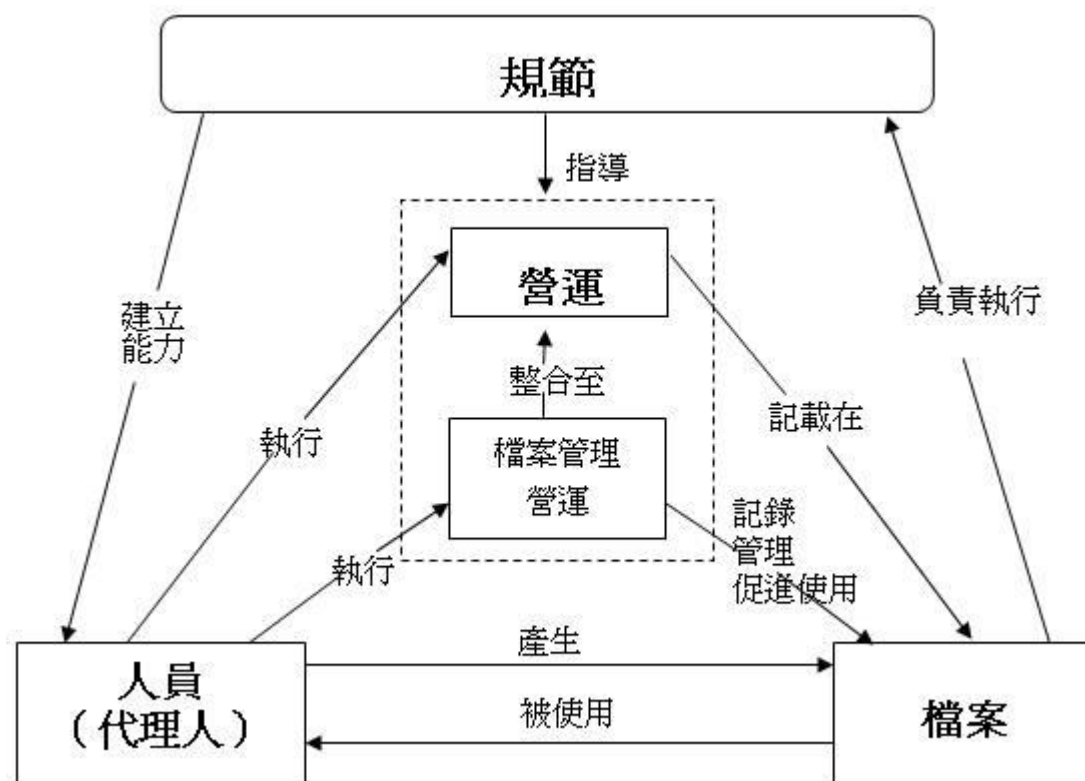 規範
指導
營運
建立
能力
負責執行
整合至
記載在
執行
檔案管理
營運
記錄
管理
促進使用
執行
產生
人員
（代理人）
被使用
檔案